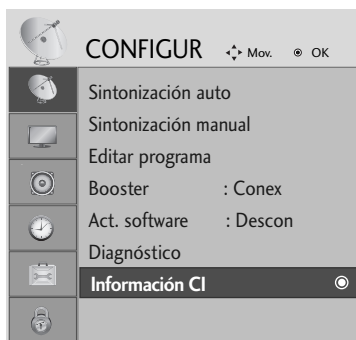 CONFIGUR Mov. OK
Sintonización auto
Sintonización manual
Editar programa
Booster : Conex
Act. software : Descon
Diagnóstico
Información CI